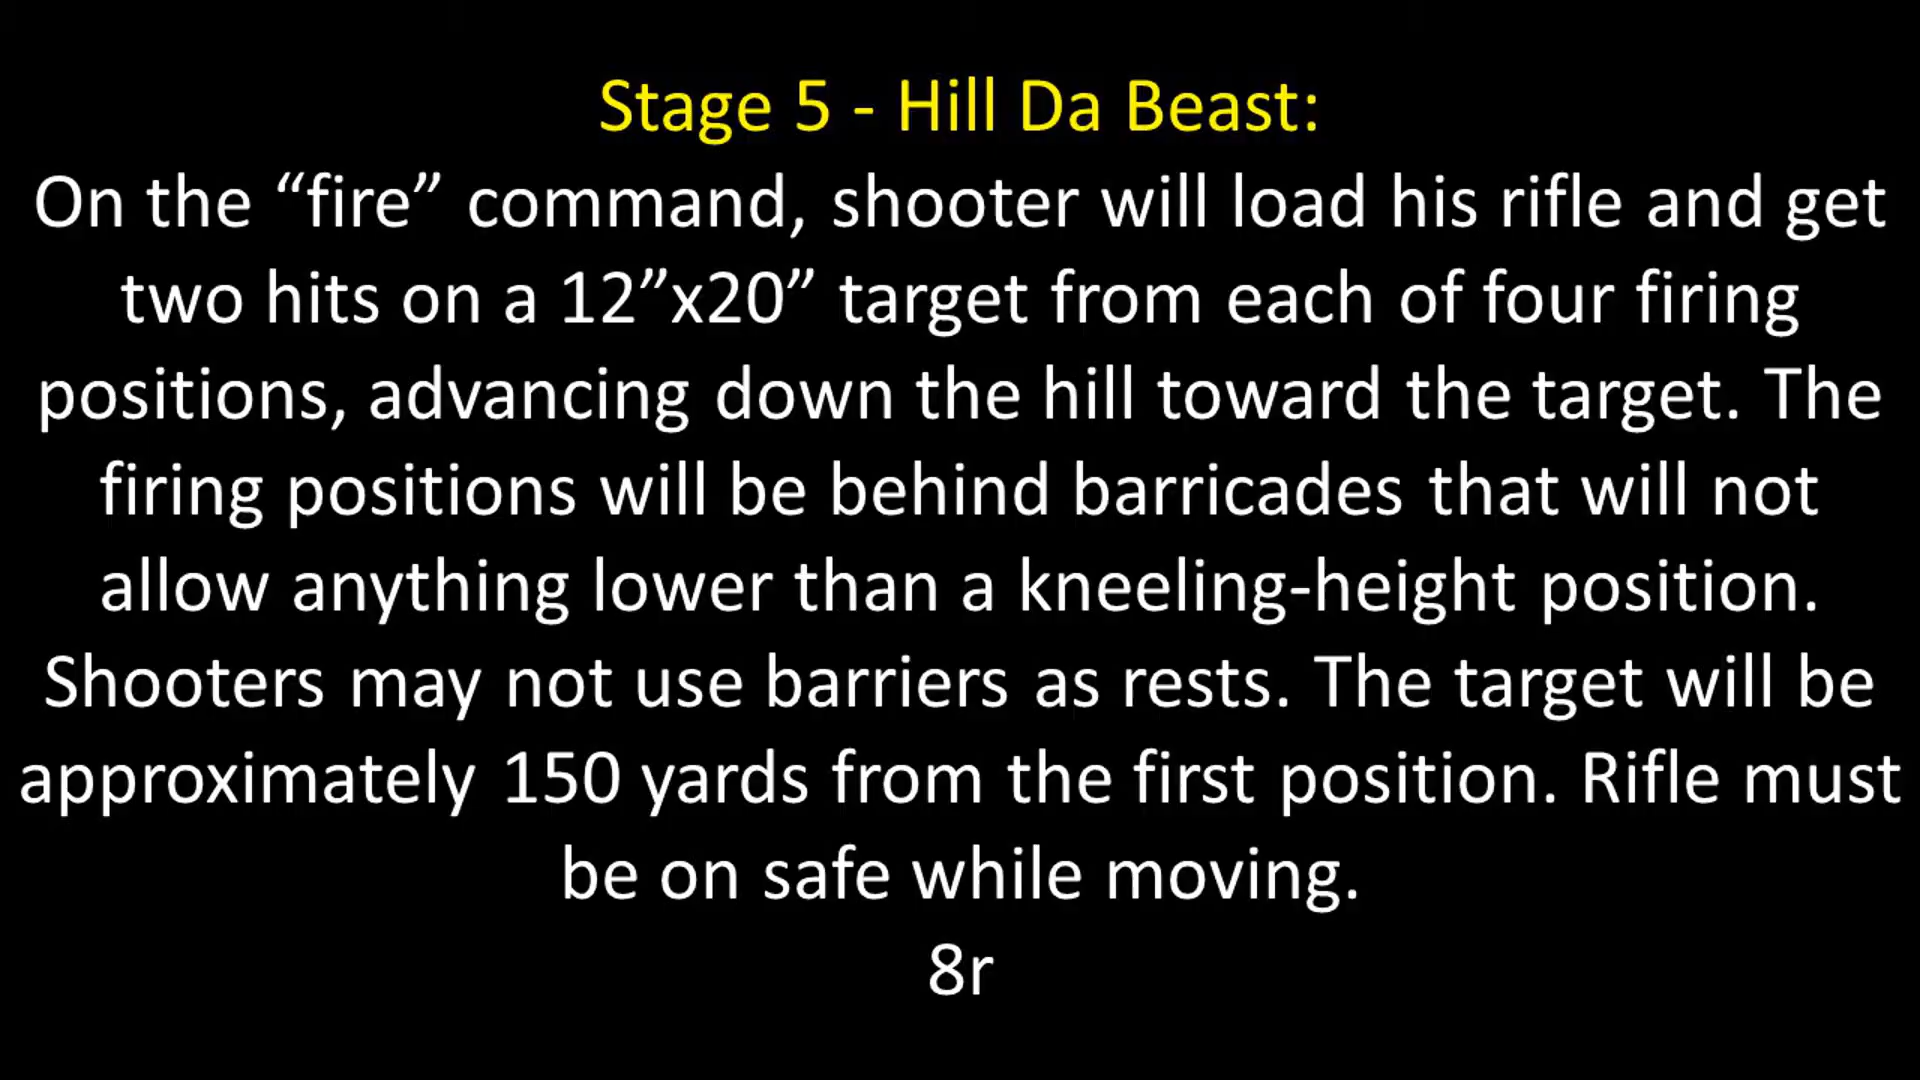 Stage 5 - Hill Da Beast:
On the “fire” command, shooter will load his rifle and get
two hits on a 12”x20” target from each of four firing
positions, advancing down the hill toward the target. The
firing positions will be behind barricades that will not
allow anything lower than a kneeling-height position.
Shooters may not use barriers as rests. The target will be
approximately 150 yards from the first position. Rifle must
be on safe while moving.
8r